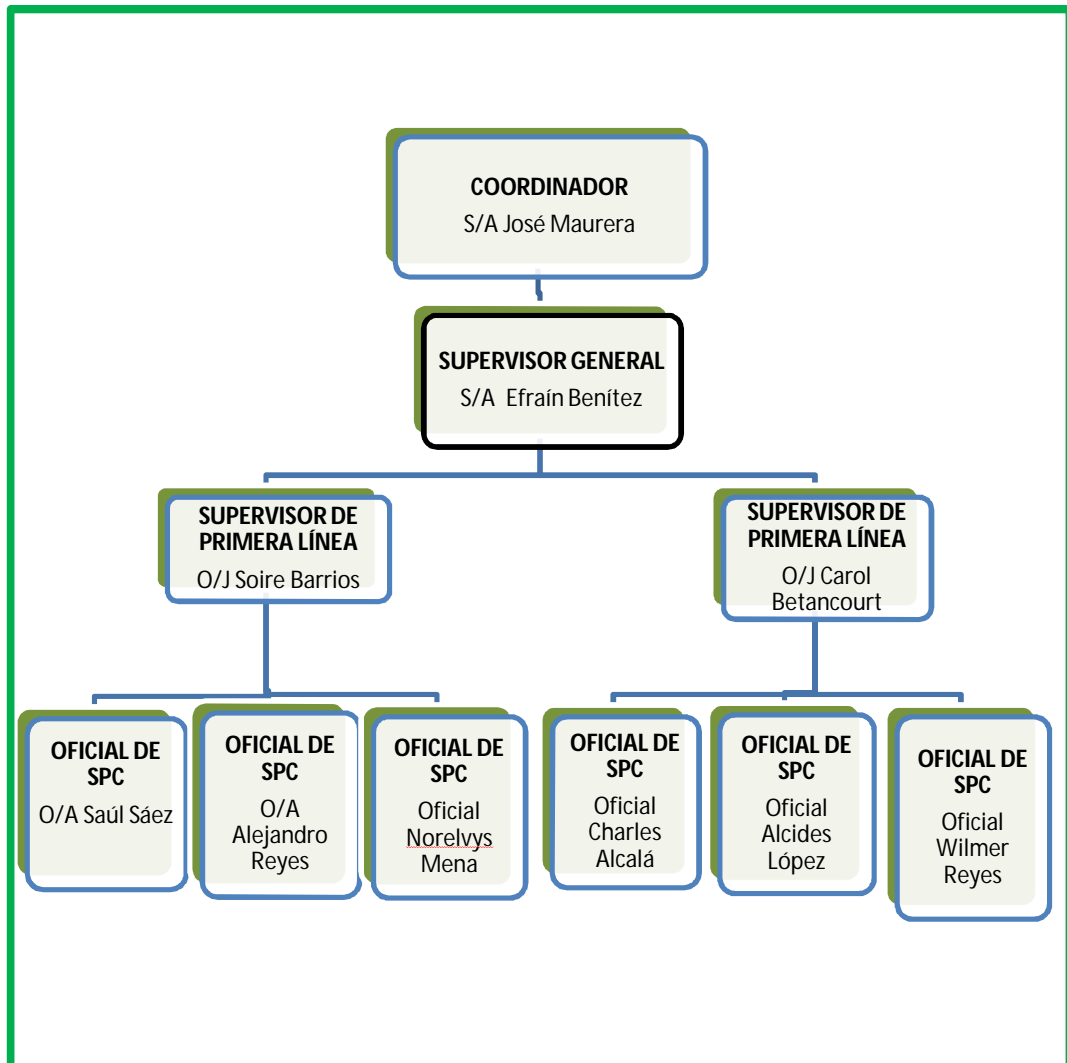 COORDINADOR
S/A José Maurera
SUPERVISOR GENERAL
S/A Efraín Benítez
SUPERVISOR DE
PRIMERA LÍNEA
O/J Soire Barrios
SUPERVISOR DE
PRIMERA LÍNEA
O/J Carol
Betancourt
OFICIAL DE
SPC
O/A Saúl Sáez
OFICIAL DE
SPC
O/A
Alejandro
Reyes
OFICIAL DE
SPC
Oficial
Norelvys
Mena
OFICIAL DE
SPC
Oficial
Charles
Alcalá
OFICIAL DE
SPC
Oficial
Alcides
López
OFICIAL DE
SPC
Oficial
Wilmer
Reyes